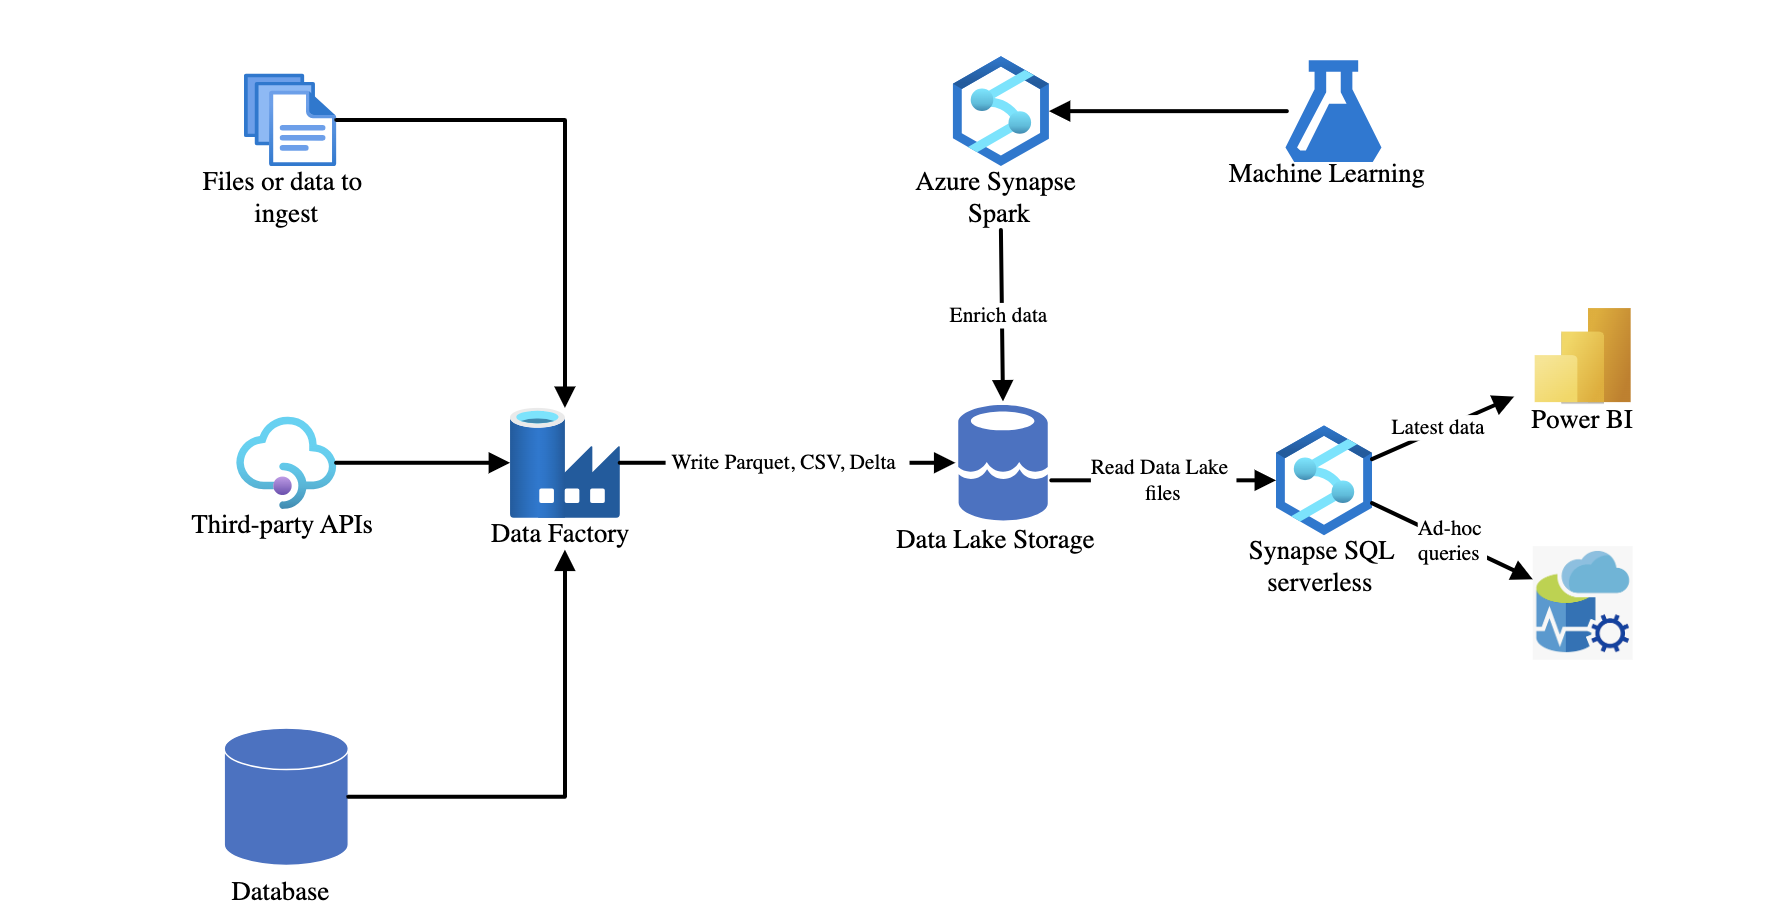 Files or data to
ingest
Azure Synapse
Spark
Machine Learning
Enrich data
Third-party APIs
Data Factory
Write Parquet, CSV, Delta
Data Lake Storage
Read Data Lake
files
Synapse SQL
serverless
Latest data
Power BI
Ad-hoc
queries
Database